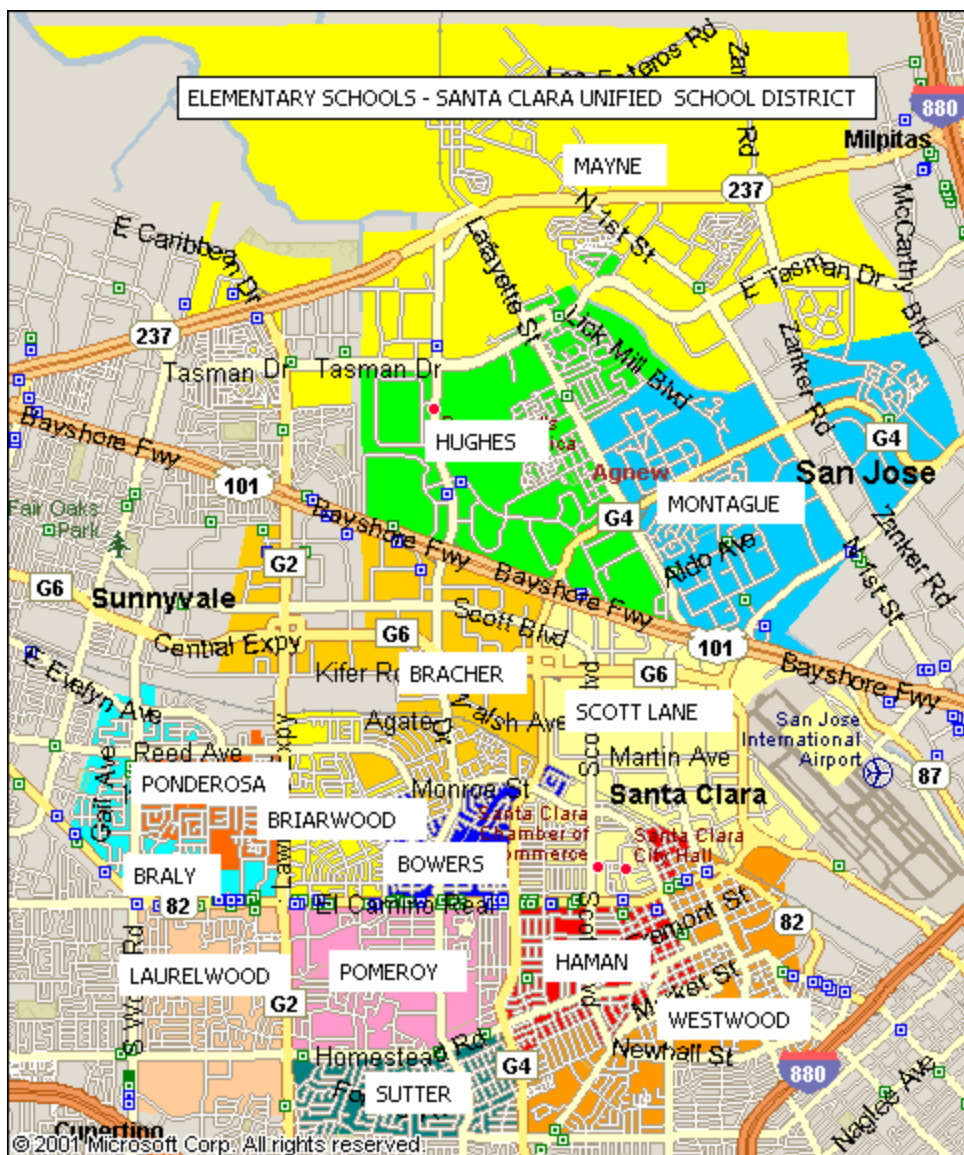 Los Esteros Rd
Zanker Rd
ELEMENTARY SCHOOLS - SANTA CLARA UNIFIED SCHOOL DISTRICT
880
Milpitas
MAYNE
237
N 1st St
McCarthy Blvd
E Caribbean Dr
Lafayette St
E Tasman Dr
237
Lick Mill Blvd
Zanker Rd
Tasman Dr
Tasman Dr
Bayshore Fwy
HUGHES
G4
Agnew
San Jose
101
MONTAGUE
Fair Oaks
Park
G4
Bayshore Fwy
Zanker Rd
G2
Bayshore Fwy
Aldo Ave
N 1st St
G6
Sunnyvale
Scott Blvd
G6
101
Central Expy
Kifer Rd
BRACHER
G6
Bayshore Fwy
E Evelyn Ave
Agate Dr
SCOTT LANE
San Jose
International
Airport
Reed Ave
Martin Ave
87
PONDEROSA
Monroe St
Gail Ave
Santa Clara
BRIARWOOD
Santa Clara
Chamber of
Commerce
Santa Clara
City Hall
BOWERS
BRALY
82
El Camino Real
82
LAURELWOOD
POMEROY
HAMAN
G2
Market St
WESTWOOD
Homestead Rd
G4
Newhall St
880
SUTTER
Naglee Ave
Cupertino
© 2001 Microsoft Corp. All rights reserved.